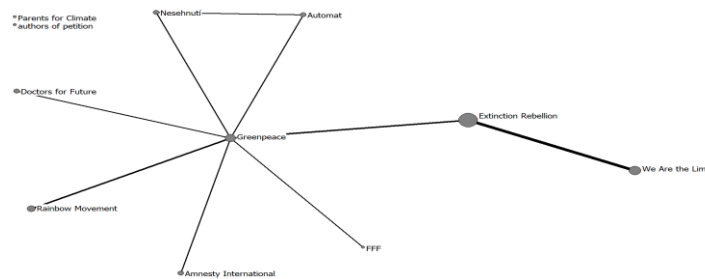 Parents for Climate
authors of petition
Nesehnutí
Automat
Doctors for Future
Extinction Rebellion
Greenpeace
We Are the Lim
Rainbow Movement
FFF
Amnesty International